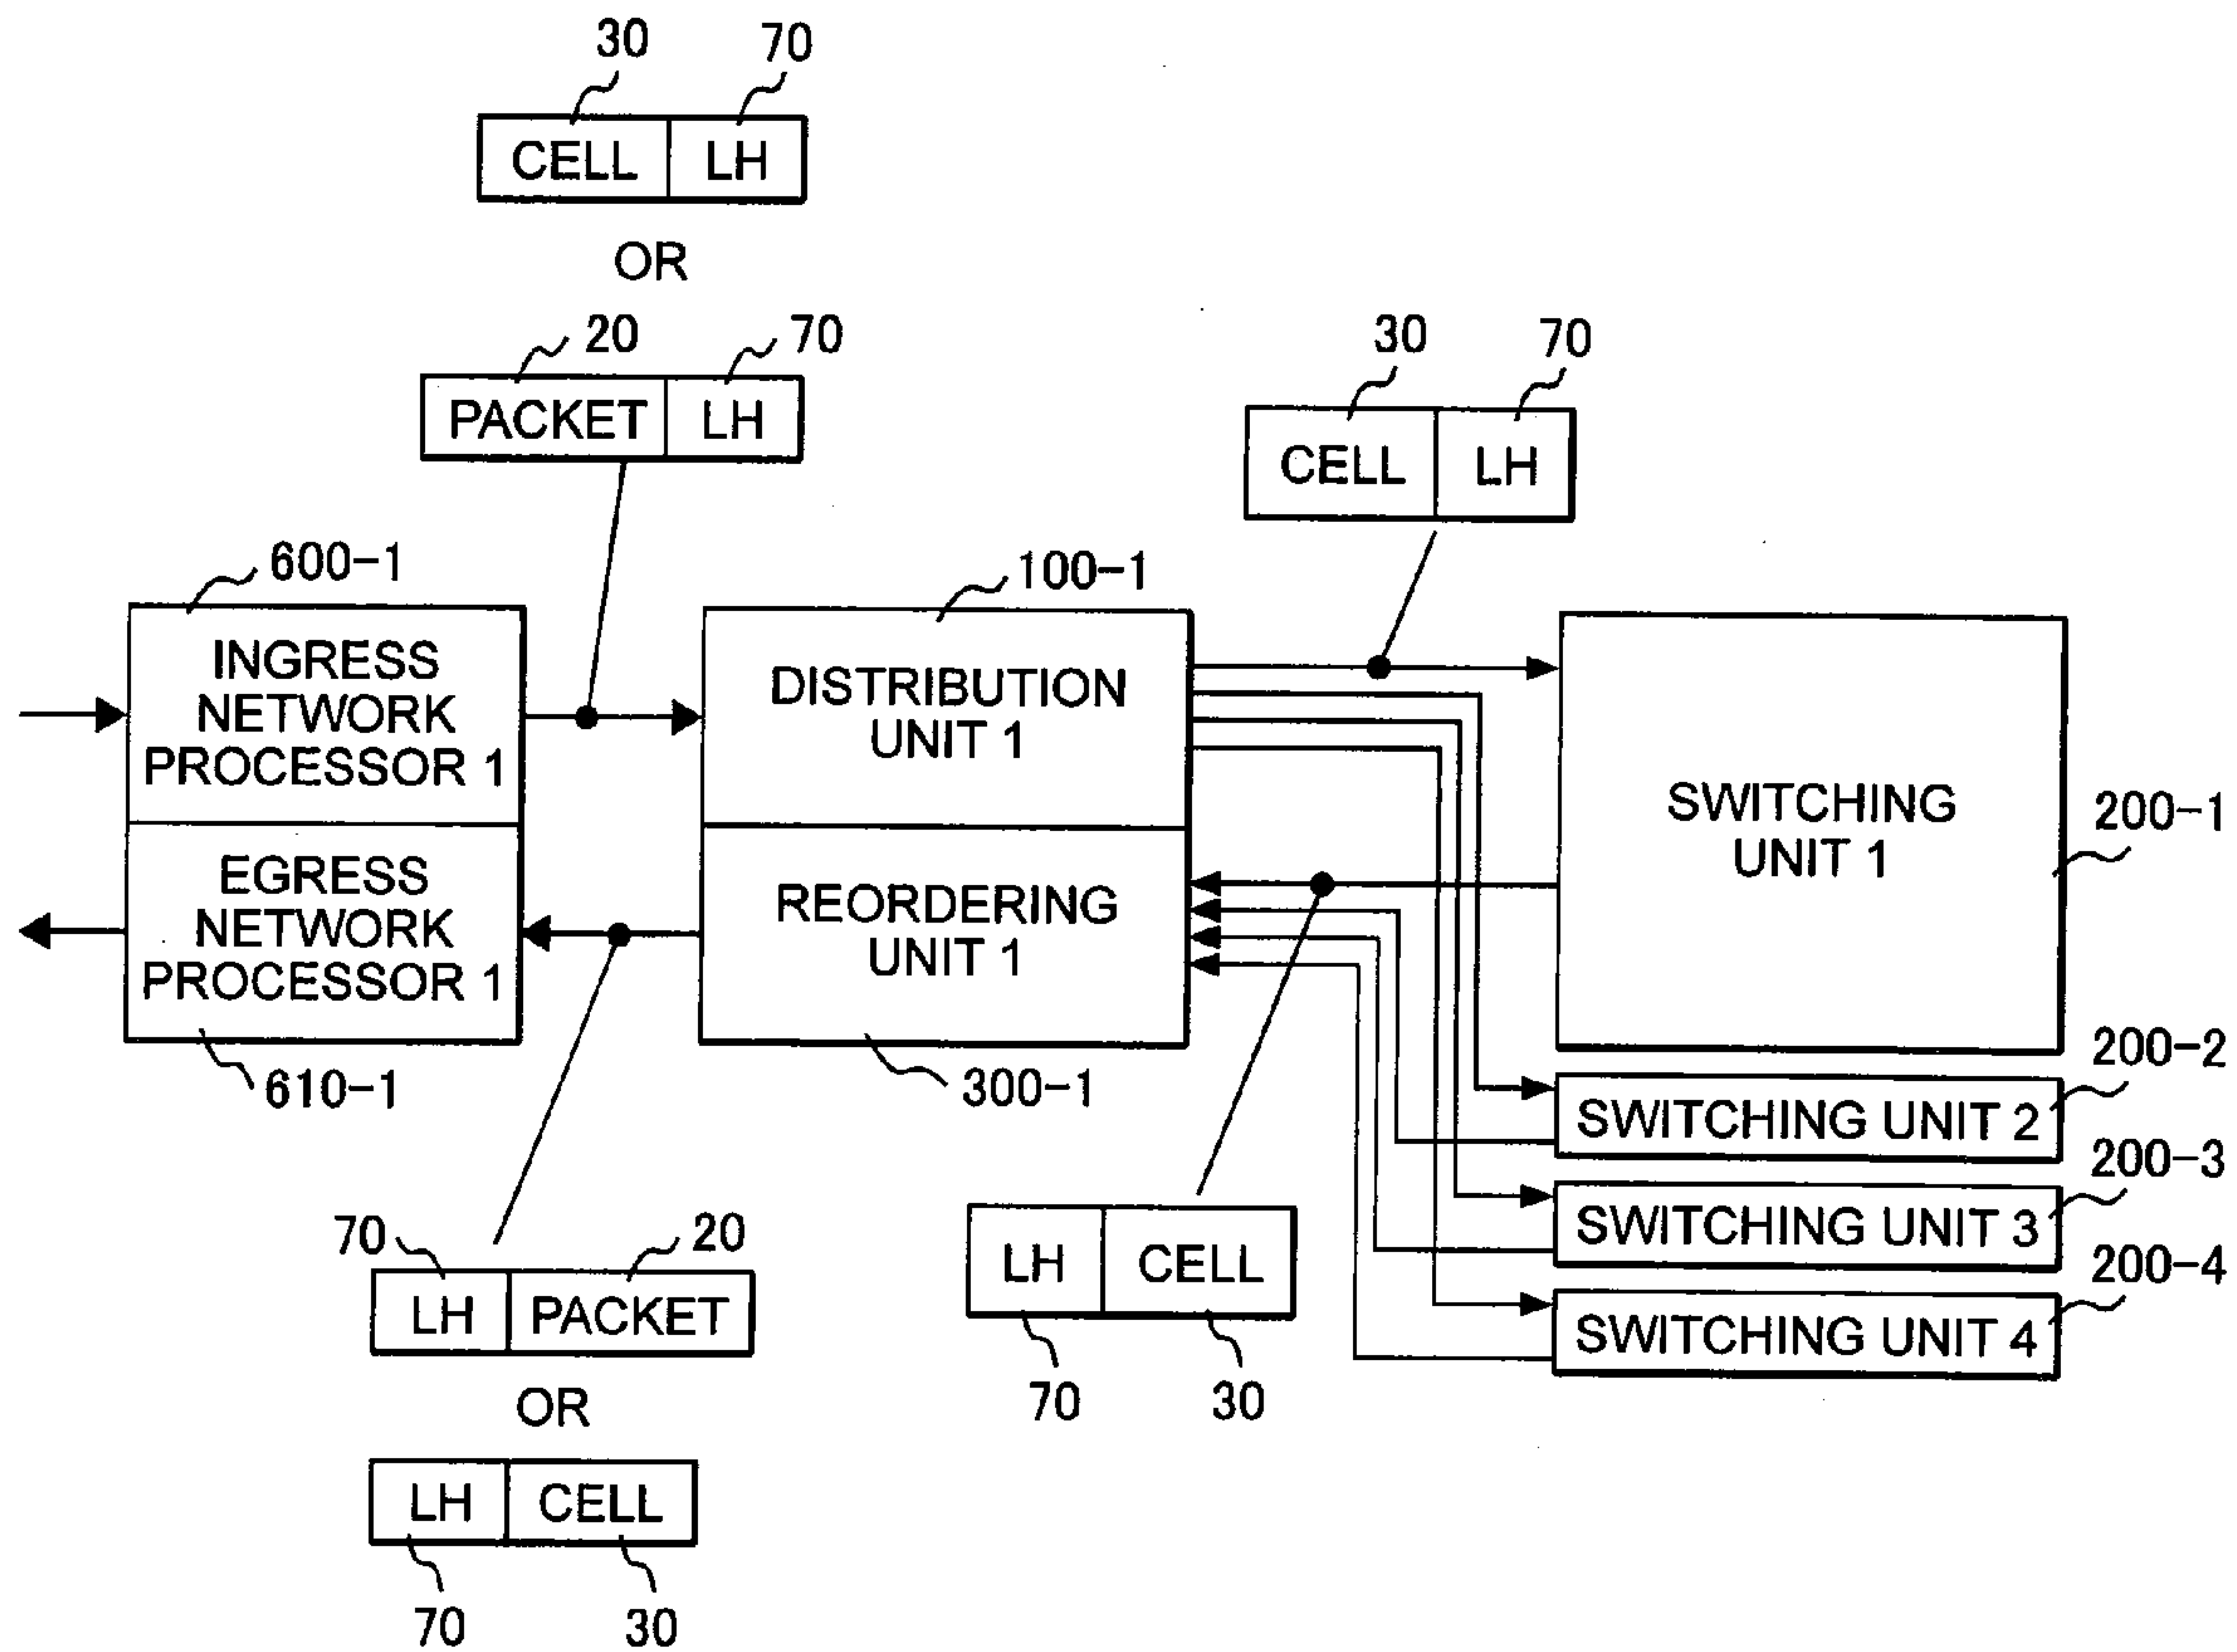 30 70
CELL LH
OR
20 70
PACKET LH
30 70
CELL LH
600-1
INGRESS
NETWORK
PROCESSOR 1
EGRESS
NETWORK
PROCESSOR 1
610-1
100-1
DISTRIBUTION
UNIT 1
REORDERING
UNIT 1
300-1
SWITCHING
UNIT 1
200-1
200-2
SWITCHING UNIT 2
200-3
SWITCHING UNIT 3
200-4
SWITCHING UNIT 4
70 20
LH PACKET
OR
LH CELL
70 30
LH CELL
70 30